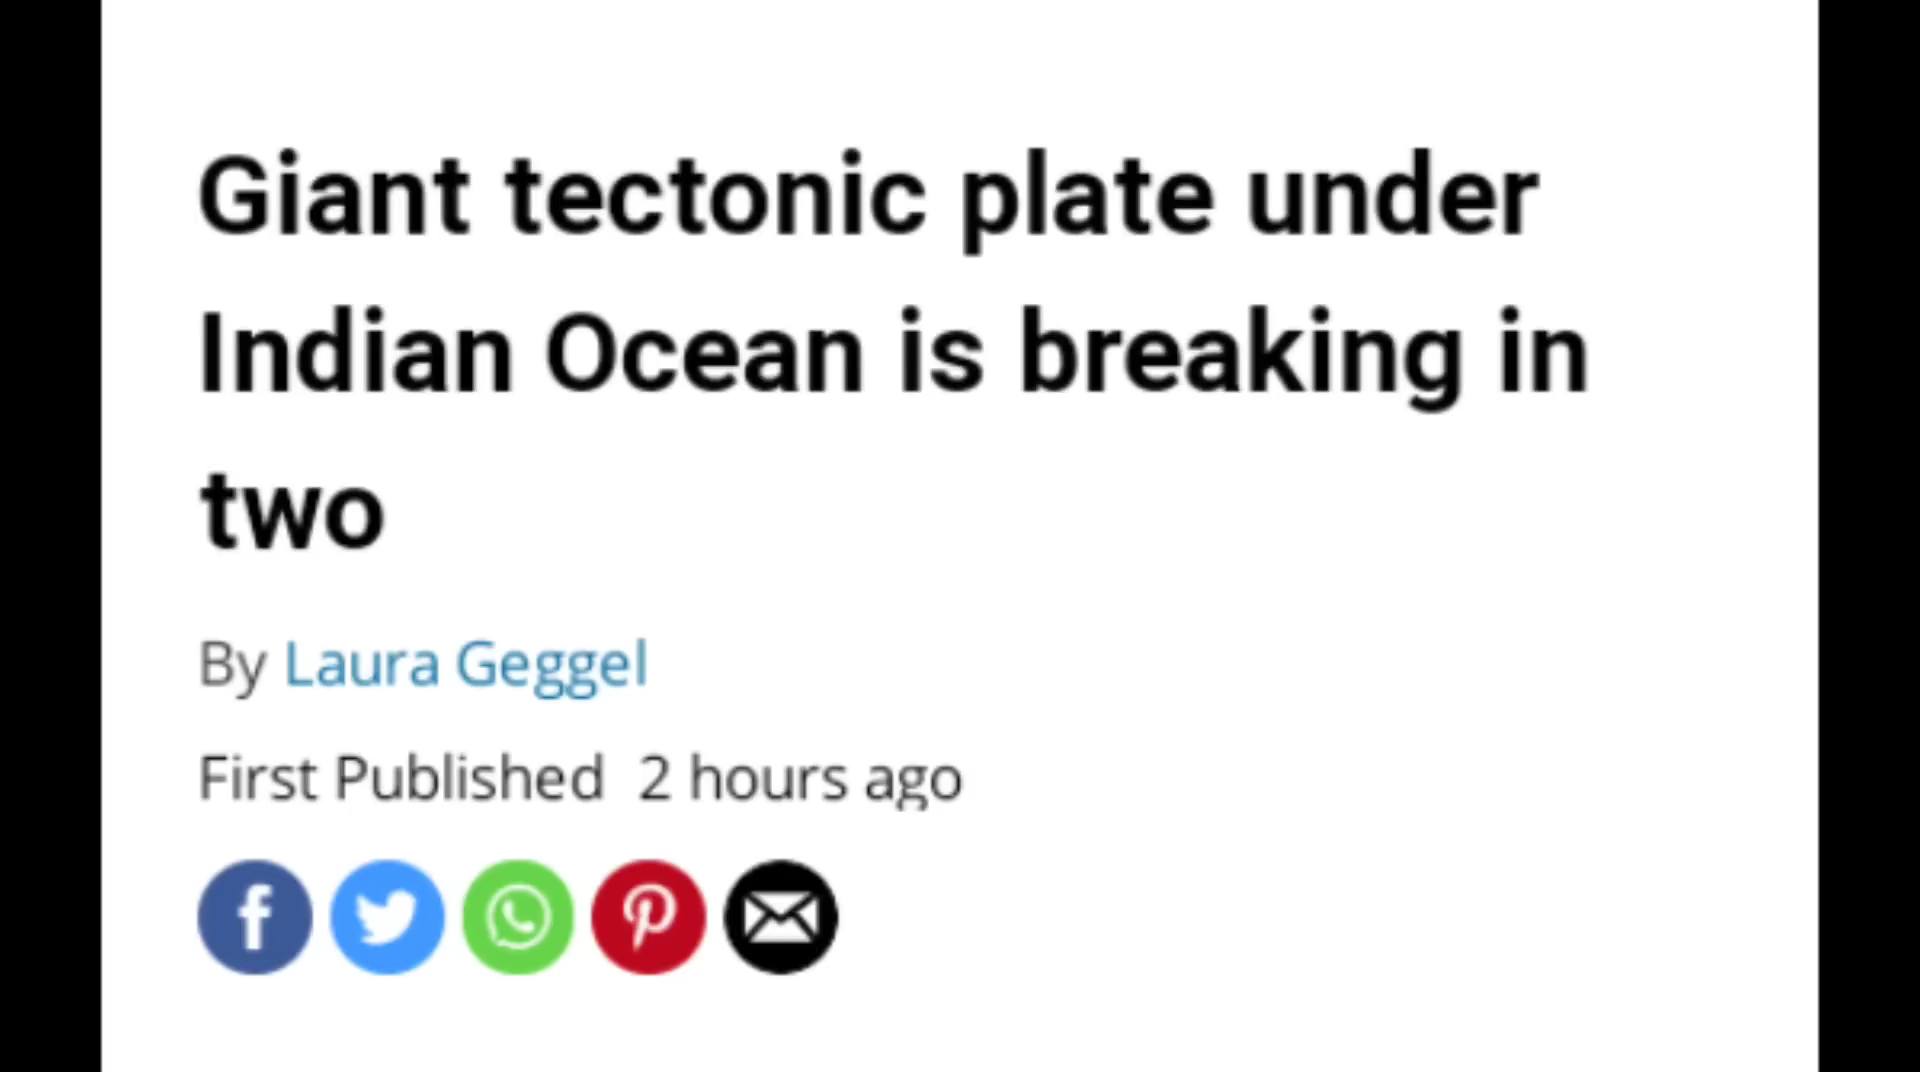 Giant tectonic plate under
Indian Ocean is breaking in
two
By Laura Geggel
First Published 2 hours ago